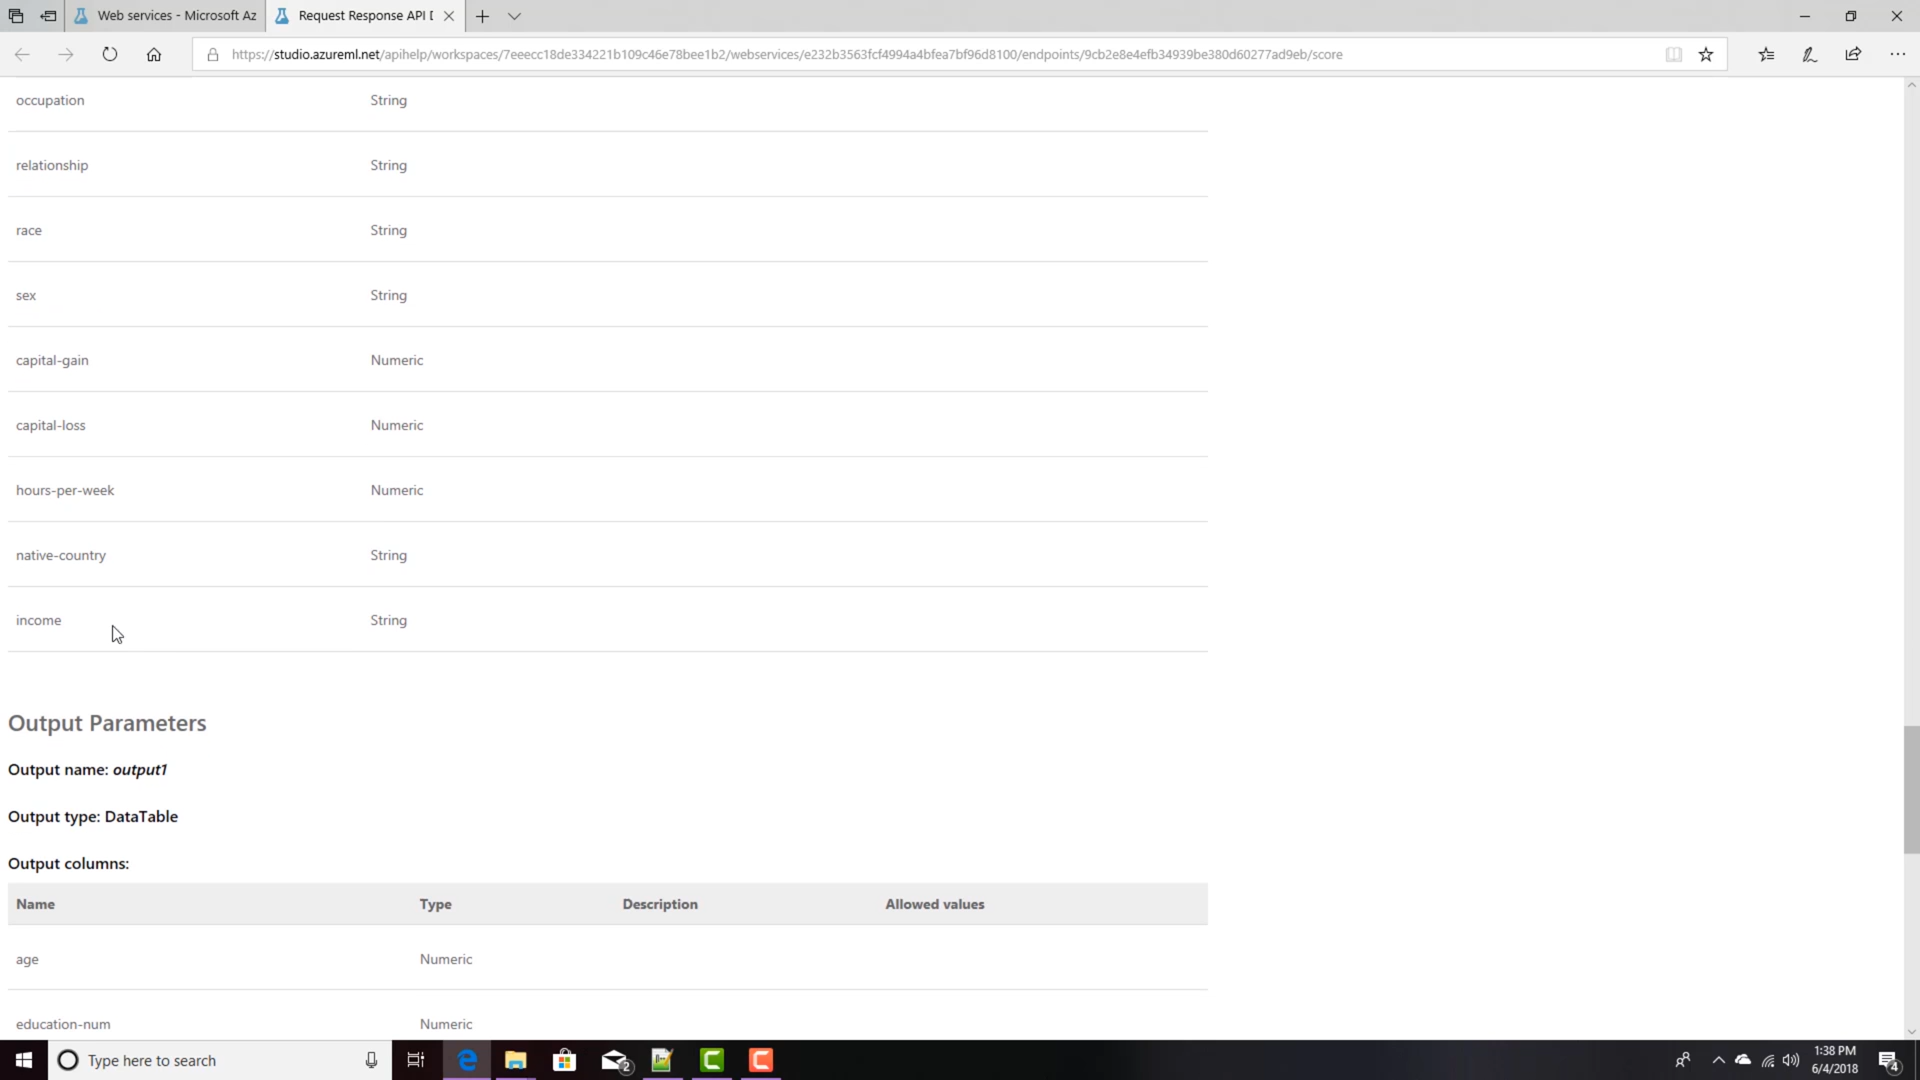 Web services - Microsoft Az
Request Response API D
https://studio.azureml.net/apihelp/workspaces/7eeecc18de334221b109c46e78bee1b2/webservices/e232b3563fcf4994a4bfea7bf96d8100/endpoints/9cb2e8e4efb34939be380d60277ad9eb/score
occupation String
relationship String
race String
sex String
capital-gain Numeric
capital-loss Numeric
hours-per-week Numeric
native-country String
income String
Output Parameters
Output name: output1
Output type: DataTable
Output columns:
Name Type Description Allowed values
age Numeric
education-num Numeric
Type here to search
2
C
C
1:38 PM
6/4/2018
4